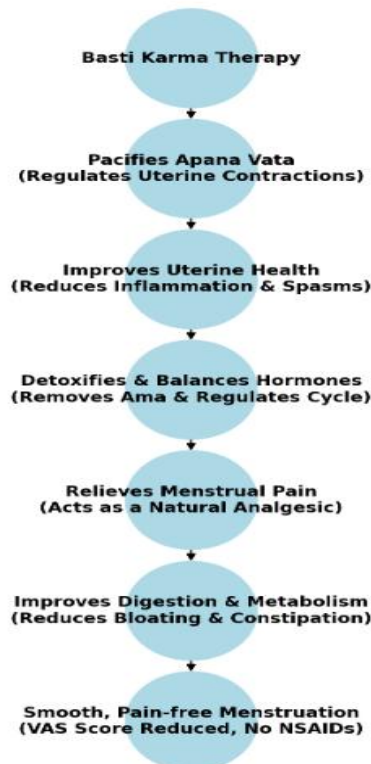 Basti Karma Therapy
Pacifies Apana Vata
(Regulates Uterine Contractions)
Improves Uterine Health
(Reduces Inflammation & Spasms)
Detoxifies & Balances Hormones
(Removes Ama & Regulates Cycle)
Relieves Menstrual Pain
(Acts as a Natural Analgesic)
Improves Digestion & Metabolism
(Reduces Bloating & Constipation)
Smooth, Pain-free Menstruation
(VAS Score Reduced, No NSAIDs)